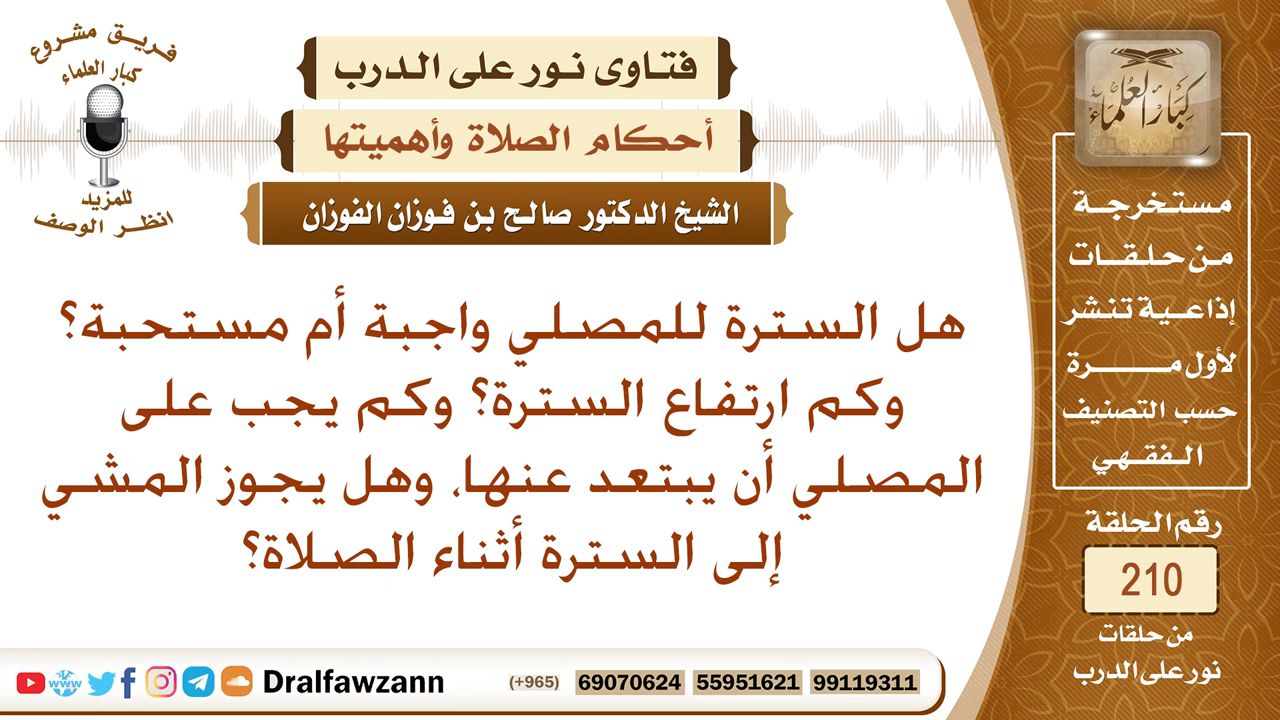 فريق مشروع
كبار العلماء
للمزيد
انظر الوصف
فتاوى نور على الدرب
أحكام الصلاة وأهميتها
الشيخ الدكتور صالح بن فوزان الفوزان
هل السترة للمصلي واجبة أم مستحبة؟
وكم ارتفاع السترة؟ وكم يجب على
المصلي أن يبتعد عنها، وهل يجوز المشي
إلى السترة أثناء الصلاة؟
كبار العلماء
مستخرجة
من حلقات
إذاعية تنشر
لأول مرة
حسب التصنيف
الفقهي
رقم الحلقة
210
من حلقات
نور على الدرب
www Dralfawzann (+965) 69070624 55951621 99119311